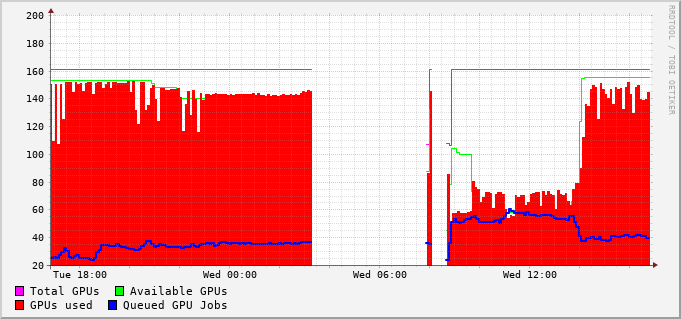 200
180
160
140
120
100
80
60
40
20
Tue 18:00 Wed 00:00 Wed 06:00 Wed 12:00
Total GPUs Available GPUs
GPUs used Queued GPU Jobs
RRDTOOL / TOBI OETIKER